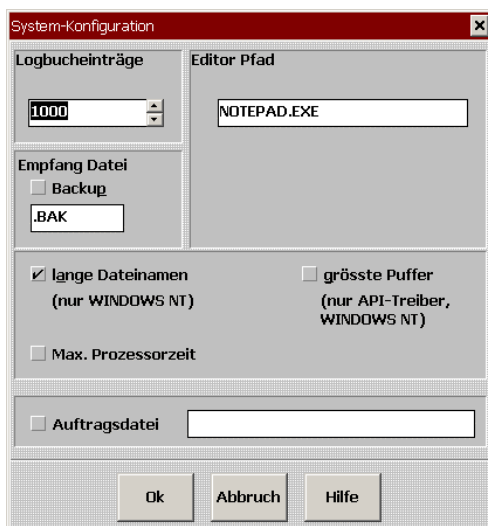 System-Konfiguration
Logbucheinträge
Editor Pfad
1000
NOTEPAD.EXE
Empfang Datei
Backup
.BAK
lange Dateinamen
(nur WINDOWS NT)
grösste Puffer
(nur API-Treiber,
WINDOWS NT)
Max. Prozessorzeit
Auftragsdatei
Ok
Abbruch
Hilfe